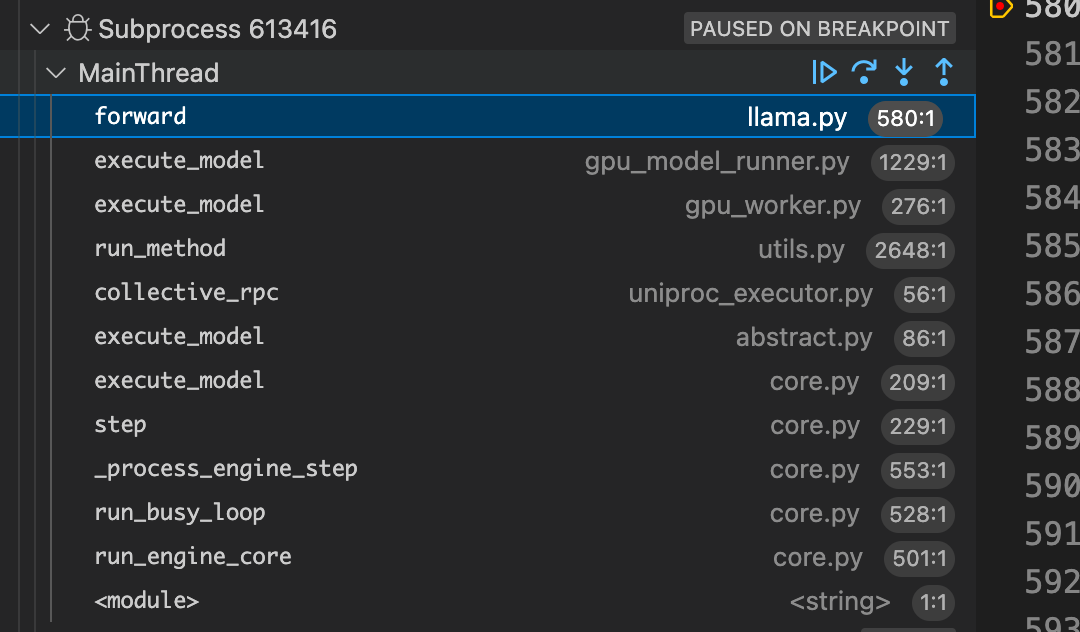 Subprocess 613416 PAUSED ON BREAKPOINT 580
MainThread 581
forward llama.py 580:1 582
execute_model gpu_model_runner.py 1229:1 583
execute_model gpu_worker.py 276:1 584
run_method utils.py 2648:1 585
collective_rpc uniproc_executor.py 56:1 586
execute_model abstract.py 86:1 587
execute_model core.py 209:1 588
step core.py 229:1 589
_process_engine_step core.py 553:1 590
run_busy_loop core.py 528:1 591
run_engine_core core.py 501:1 592
<module> <string> 1:1 593